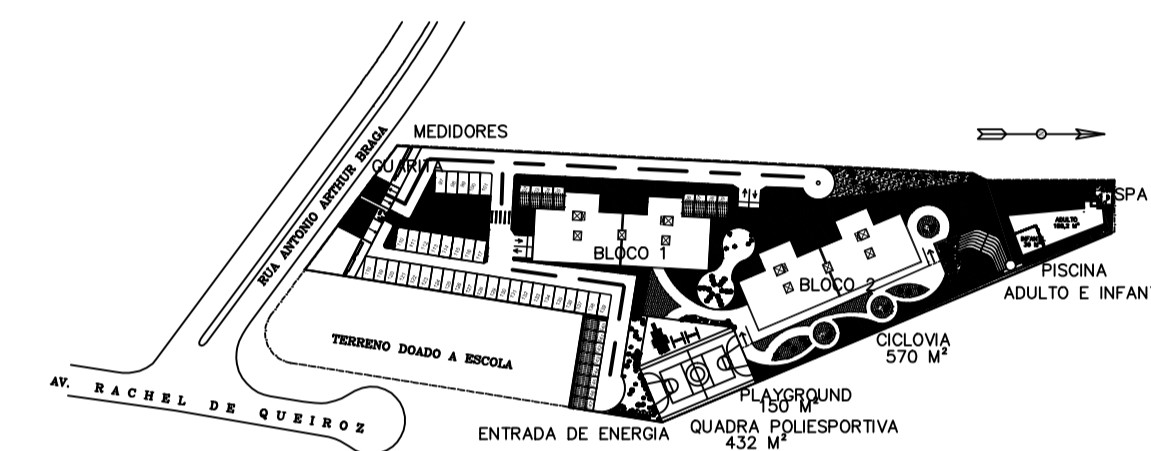 MEDIDORES
GUARITA
RUA ANTONIO ARTHUR BRAGA
SPA
ADULTO
BLOCO 1
BLOCO 2
PISCINA
ADULTO E INFANT
CICLOVIA
570 M²
TERRENO DOADO A ESCOLA
AV. RACHEL DE QUEIROZ
PLAYGROUND
150 M²
ENTRADA DE ENERGIA
QUADRA POLIESPORTIVA
432 M²